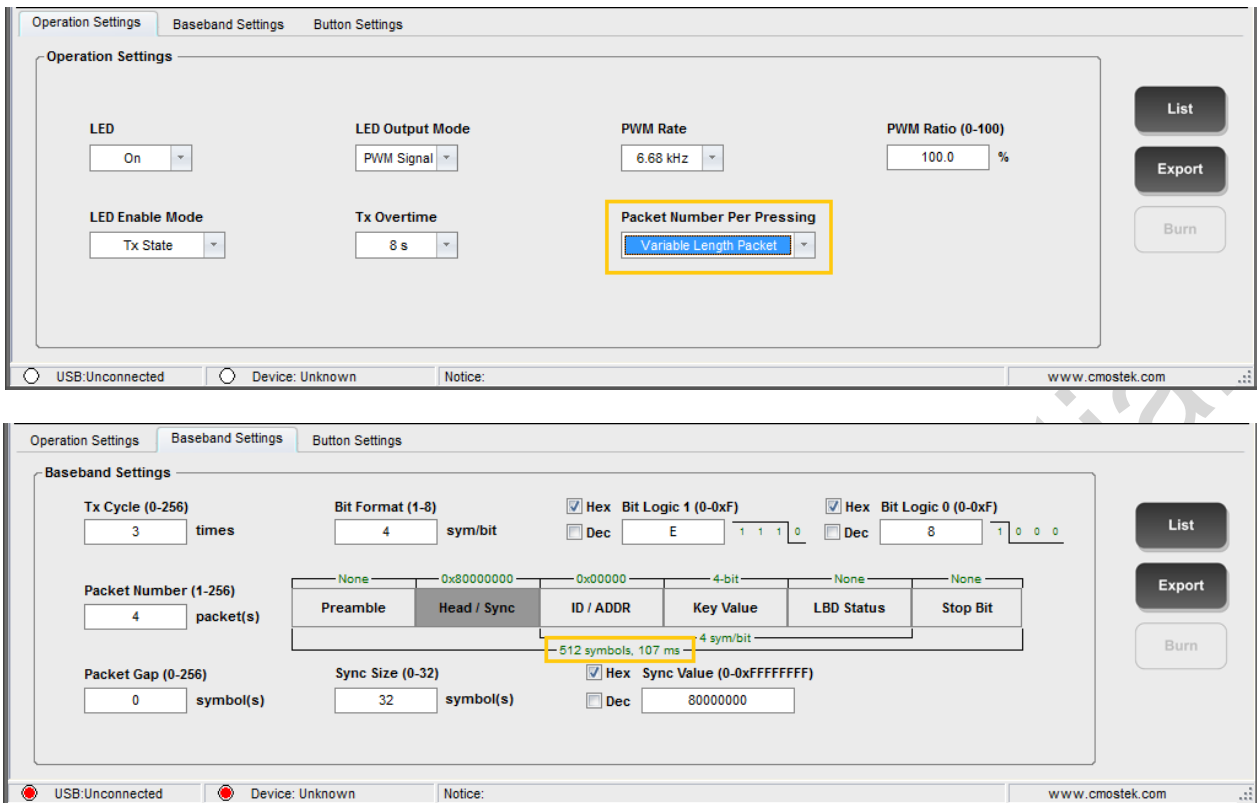 Operation Settings Baseband Settings Button Settings
Operation Settings
List
LED LED Output Mode PWM Rate PWM Ratio (0-100)
On PWM Signal 6.68 kHz 100.0 %
Export
LED Enable Mode Tx Overtime Packet Number Per Pressing
Burn
Tx State 8 s Variable Length Packet
USB:Unconnected Device: Unknown Notice: www.cmostek.com
Operation Settings Baseband Settings Button Settings
Baseband Settings
Tx Cycle (0-256) Bit Format (1-8) Hex Bit Logic 1 (0-0xF) Hex Bit Logic 0 (0-0xF)
List
3 times 4 sym/bit Dec E 1 1 1 0 Dec 8 1 0 0 0
None 0x80000000 0x00000 4-bit None None
Export
Packet Number (1-256)
Preamble Head / Sync ID / ADDR Key Value LBD Status Stop Bit
4 packet(s)
4 sym/bit
Burn
512 symbols, 107 ms
Packet Gap (0-256) Sync Size (0-32) Hex Sync Value (0-0xFFFFFFFF)
0 symbol(s) 32 symbol(s) Dec 80000000
USB:Unconnected Device: Unknown Notice: www.cmostek.com